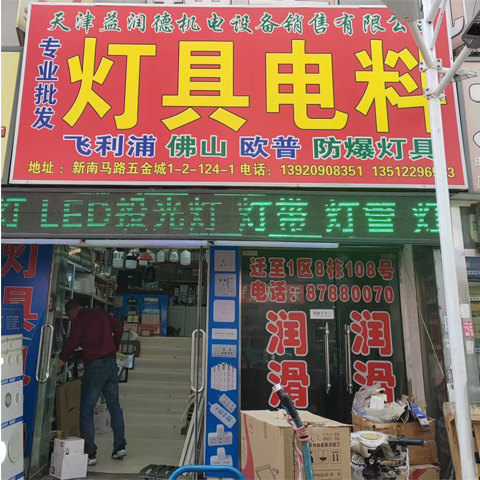 天津益润德机电设备销售有限公
专业批发
灯具电料
飞利浦 佛山 欧普 防爆灯具
地址：新南马路五金城1-2-124-1 电话：13920908351 13512296
灯 LED投光灯 灯带 灯管 灯
灯具
迁至1区8栋108号
电话：87880070
润滑
润滑